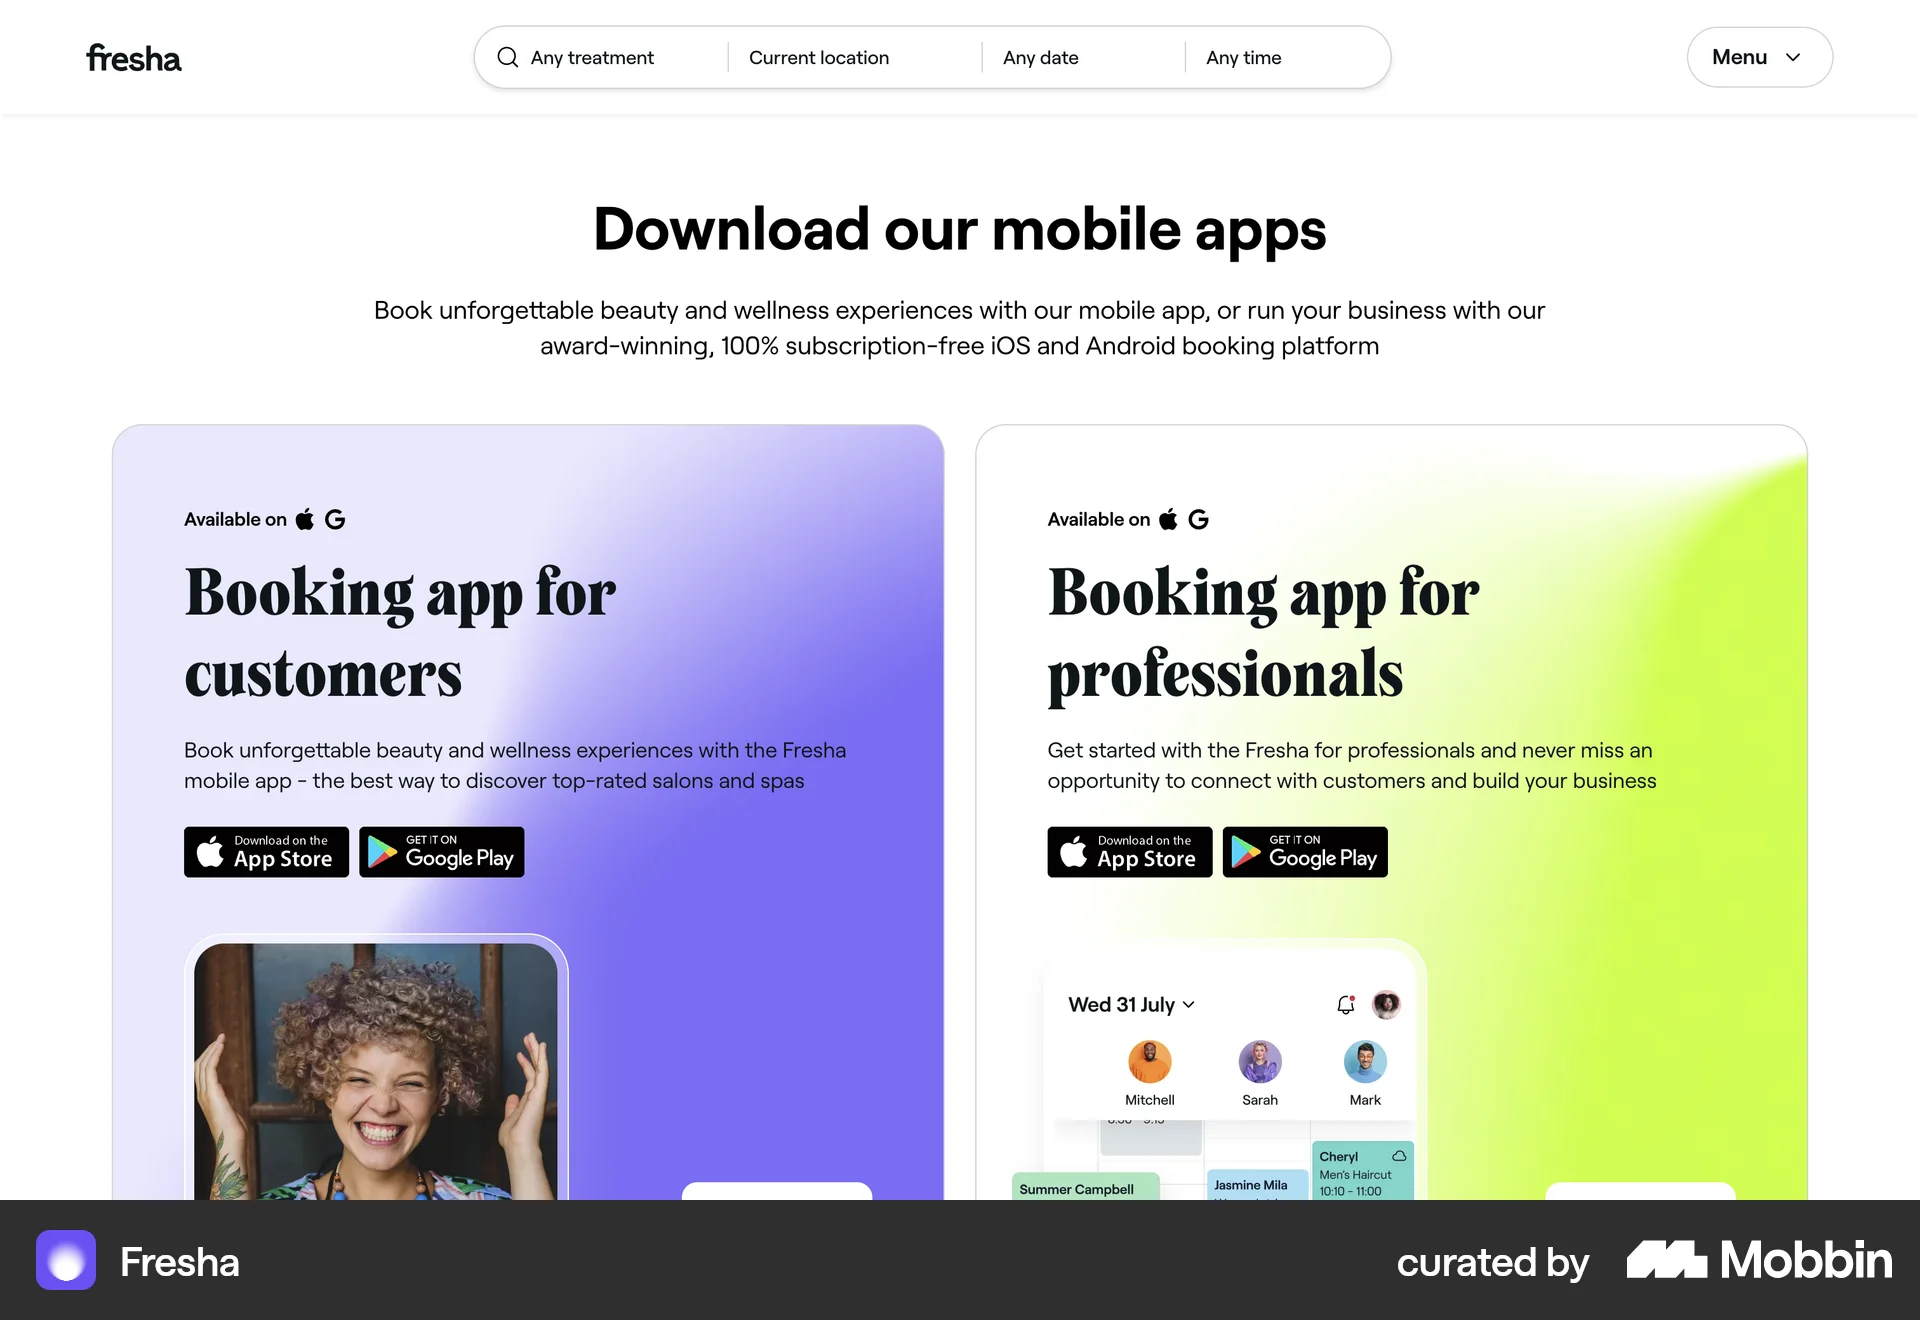 fresha
Any treatment
Current location
Any date
Any time
Menu
Download our mobile apps
Book unforgettable beauty and wellness experiences with our mobile app, or run your business with our
award-winning, 100% subscription-free iOS and Android booking platform
Available on
Booking app for
customers
Book unforgettable beauty and wellness experiences with the Fresha
mobile app - the best way to discover top-rated salons and spas
Download on the
App Store
GET IT ON
Google Play
Available on
Booking app for
professionals
Get started with the Fresha for professionals and never miss an
opportunity to connect with customers and build your business
Download on the
App Store
GET IT ON
Google Play
Wed 31 July
Mitchell
Sarah
Mark
Summer Campbell
Jasmine Mila
Cheryl
Men's Haircut
10:10 - 11:00
Fresha
curated by
Mobbin